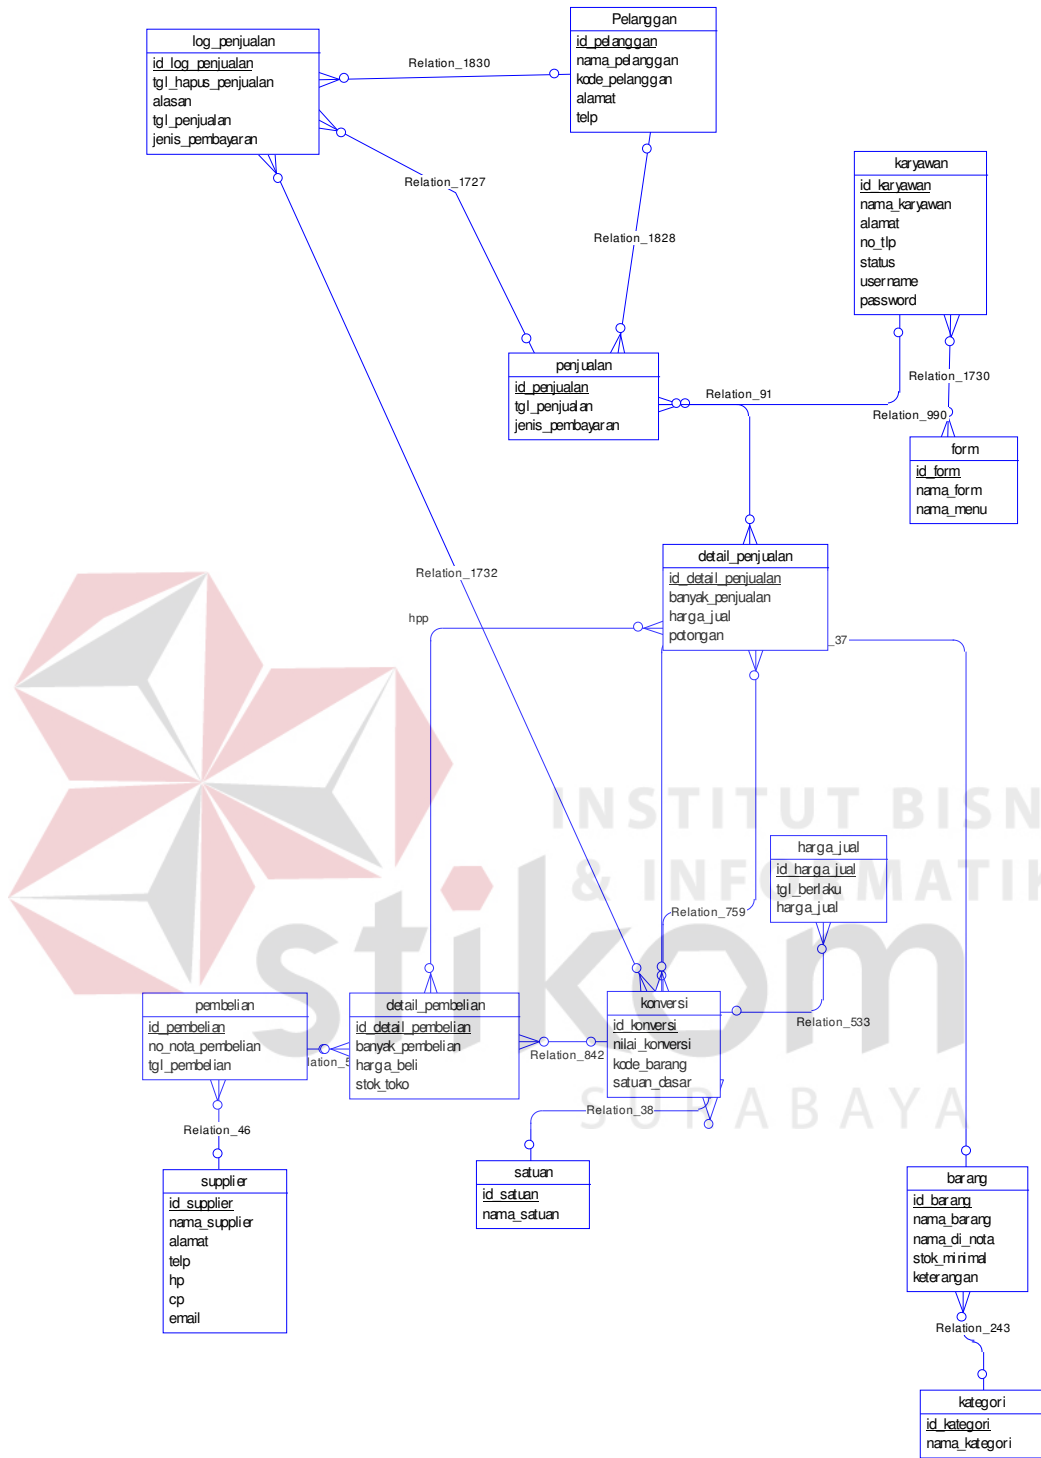 Pelanggan
id_pelanggan
nama_pelanggan
kode_pelanggan
alamat
telp
log_penjualan
id_log_penjualan
tgl_hapus_penjualan
alasan
tgl_penjualan
jenis_pembayaran
Relation_1830
Relation_1727
Relation_1828
karyawan
id_karyawan
nama_karyawan
alamat
no_tlp
status
username
password
penjualan
id_penjualan
tgl_penjualan
jenis_pembayaran
Relation_91
Relation_1730
Relation_990
form
id_form
nama_form
nama_menu
detail_penjualan
id_detail_penjualan
banyak_penjualan
harga_jual
potongan
Relation_1732
hpp
_37
INSTITUT BISN
& INFORMATIK
stikom
SURABAYA
harga_jual
id_harga_jual
tgl_berlaku
harga_jual
Relation_759
Relation_533
pembelian
id_pembelian
no_nota_pembelian
tgl_pembelian
lation_5
detail_pembelian
id_detail_pembelian
banyak_pembelian
harga_beli
stok_toko
Relation_842
konversi
id_konversi
nilai_konversi
kode_barang
satuan_dasar
Relation_38
Relation_46
supplier
id_supplier
nama_supplier
alamat
telp
hp
cp
email
satuan
id_satuan
nama_satuan
barang
id_barang
nama_barang
nama_di_nota
stok_minimal
keterangan
Relation_243
kategori
id_kategori
nama_kategori